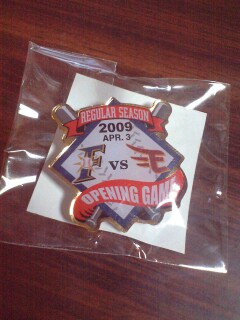 REGULAR SEASON
2009
APR. 3
F VS E
OPENING GAME